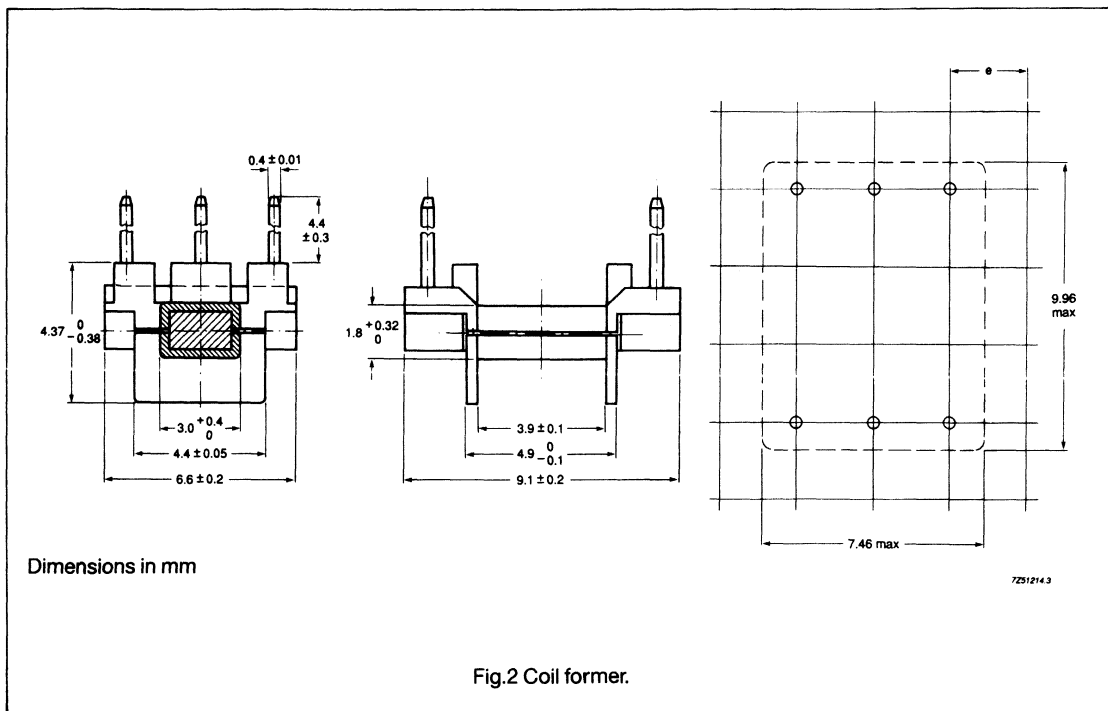 e
0.4 ± 0.01
4.4
± 0.3
4.37 0
−0.38
1.8 +0.32
0
9.96
max
3.0 +0.4
0
4.4 ± 0.05
6.6 ± 0.2
3.9 ± 0.1
4.9 0
−0.1
9.1 ± 0.2
7.46 max
Dimensions in mm
7Z51214.3
Fig.2 Coil former.